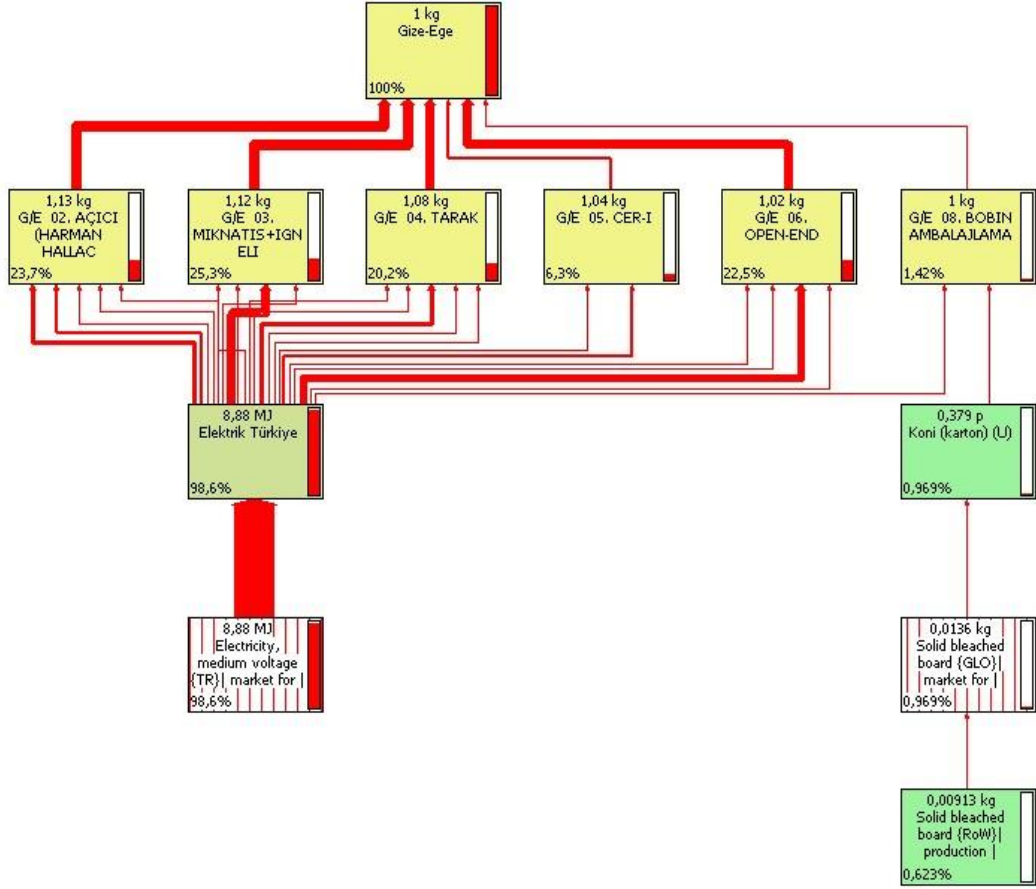 1 kg
Gize-Ege
100%
1,13 kg
G/E 02. AÇICI
(HARMAN
HALLAC
23,7%
1,12 kg
G/E 03.
MIKNATIS+IGN
ELI
25,3%
1,08 kg
G/E 04. TARAK
20,2%
1,04 kg
G/E 05. CER-I
6,3%
1,02 kg
G/E 06.
OPEN-END
22,5%
1 kg
G/E 08. BOBIN
AMBALAJLAMA
1,42%
8,88 MJ
Elektrik Türkiye
98,6%
0,379 p
Koni (karton) (U)
0,969%
8,88 MJ
Electricity,
medium voltage
{TR}| market for |
98,6%
0,0136 kg
Solid bleached
board {GLO}|
market for |
0,969%
0,00913 kg
Solid bleached
board {RoW}|
production |
0,623%